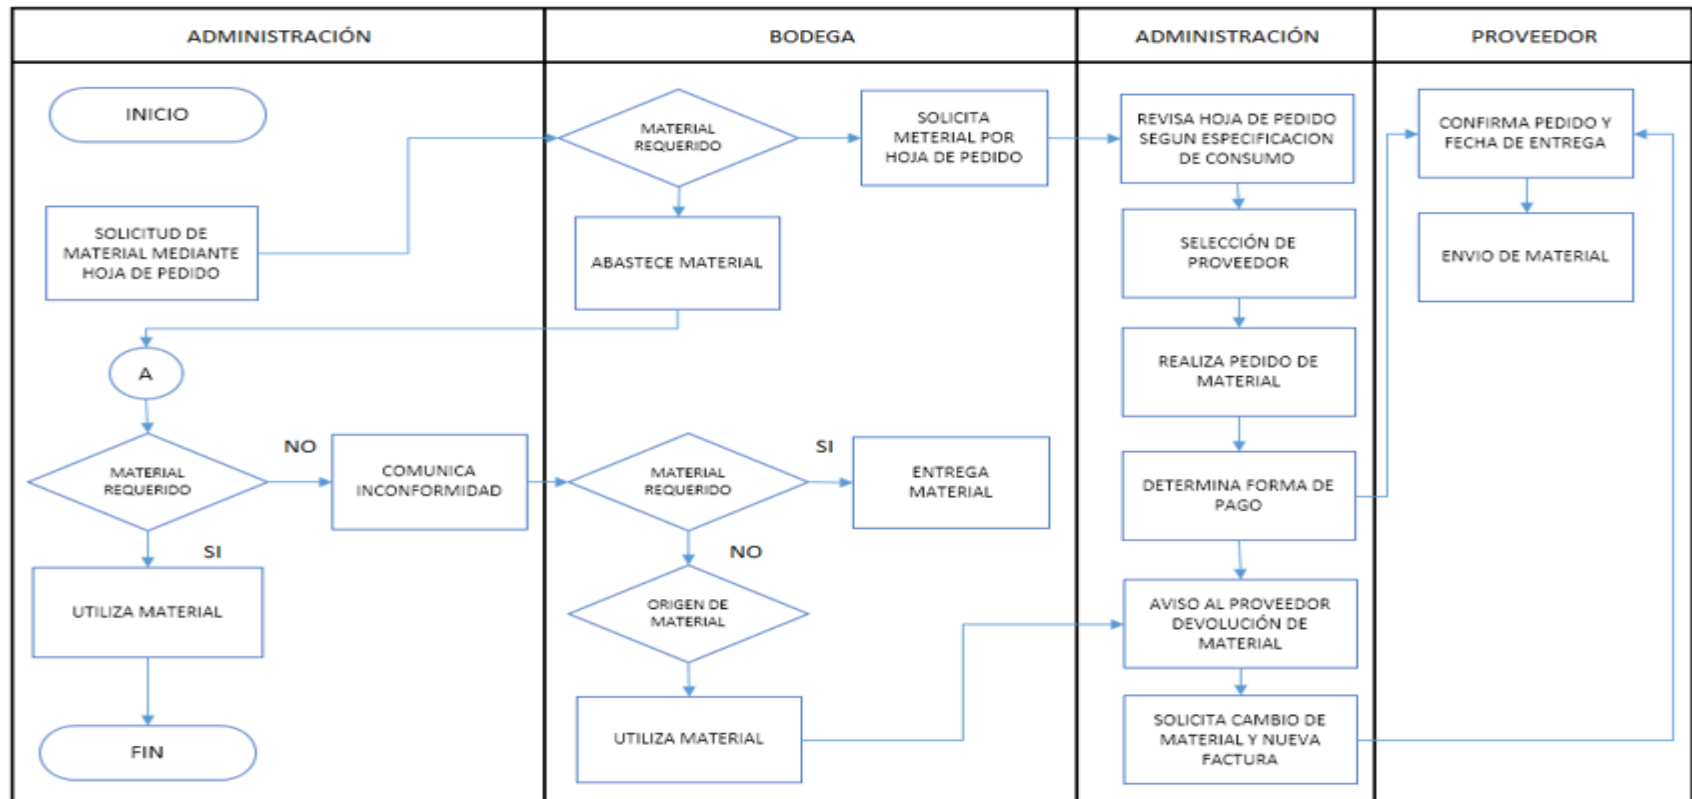 ADMINISTRACIÓN
BODEGA
ADMINISTRACIÓN
PROVEEDOR
INICIO
SOLICITUD DE
MATERIAL MEDIANTE
HOJA DE PEDIDO
A
MATERIAL
REQUERIDO
NO
COMUNICA
INCONFORMIDAD
SI
UTILIZA MATERIAL
FIN
MATERIAL
REQUERIDO
SOLICITA
METERIAL POR
HOJA DE PEDIDO
ABASTECE MATERIAL
MATERIAL
REQUERIDO
SI
ENTREGA
MATERIAL
NO
ORIGEN DE
MATERIAL
UTILIZA MATERIAL
REVISA HOJA DE PEDIDO
SEGUN ESPECIFICACION
DE CONSUMO
SELECCIÓN DE
PROVEEDOR
REALIZA PEDIDO DE
MATERIAL
DETERMINA FORMA DE
PAGO
AVISO AL PROVEEDOR
DEVOLUCIÓN DE
MATERIAL
SOLICITA CAMBIO DE
MATERIAL Y NUEVA
FACTURA
CONFIRMA PEDIDO Y
FECHA DE ENTREGA
ENVIO DE MATERIAL